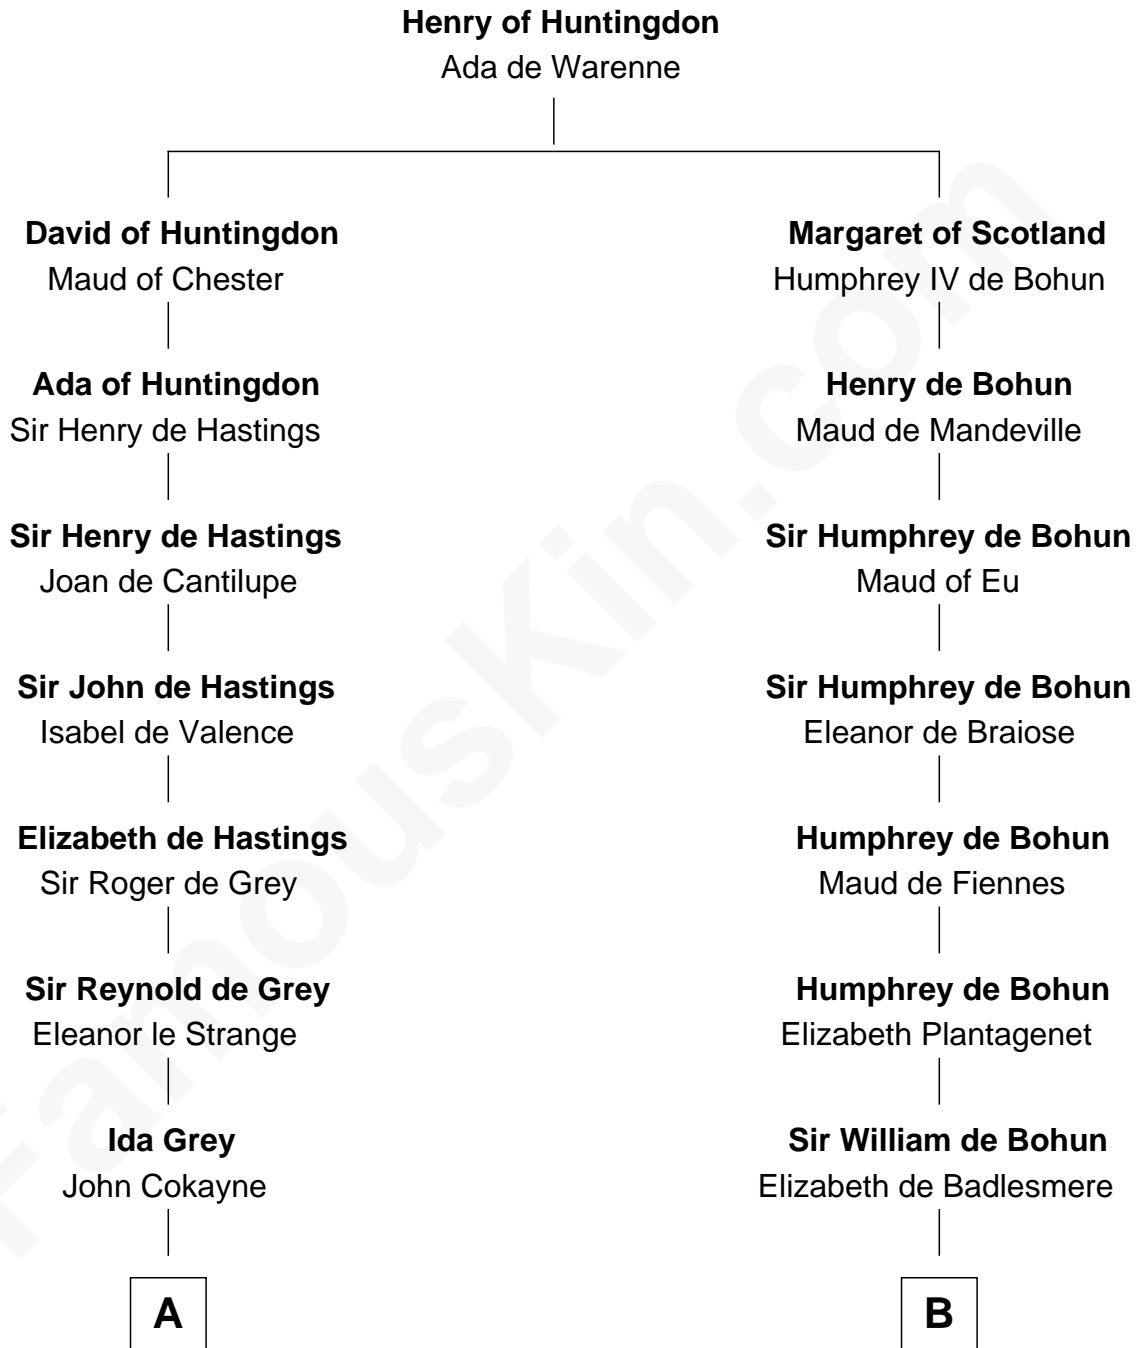 Henry of Huntingdon
Ada de Warenne
David of Huntingdon
Maud of Chester
Margaret of Scotland
Humphrey IV de Bohun
Ada of Huntingdon
Sir Henry de Hastings
Henry de Bohun
Maud de Mandeville
Sir Henry de Hastings
Joan de Cantilupe
Sir Humphrey de Bohun
Maud of Eu
Sir John de Hastings
Isabel de Valence
Sir Humphrey de Bohun
Eleanor de Braiose
Elizabeth de Hastings
Sir Roger de Grey
Humphrey de Bohun
Maud de Fiennes
Sir Reynold de Grey
Eleanor le Strange
Humphrey de Bohun
Elizabeth Plantagenet
Ida Grey
John Cokayne
Sir William de Bohun
Elizabeth de Badlesmere
A
B
FamousKin.com